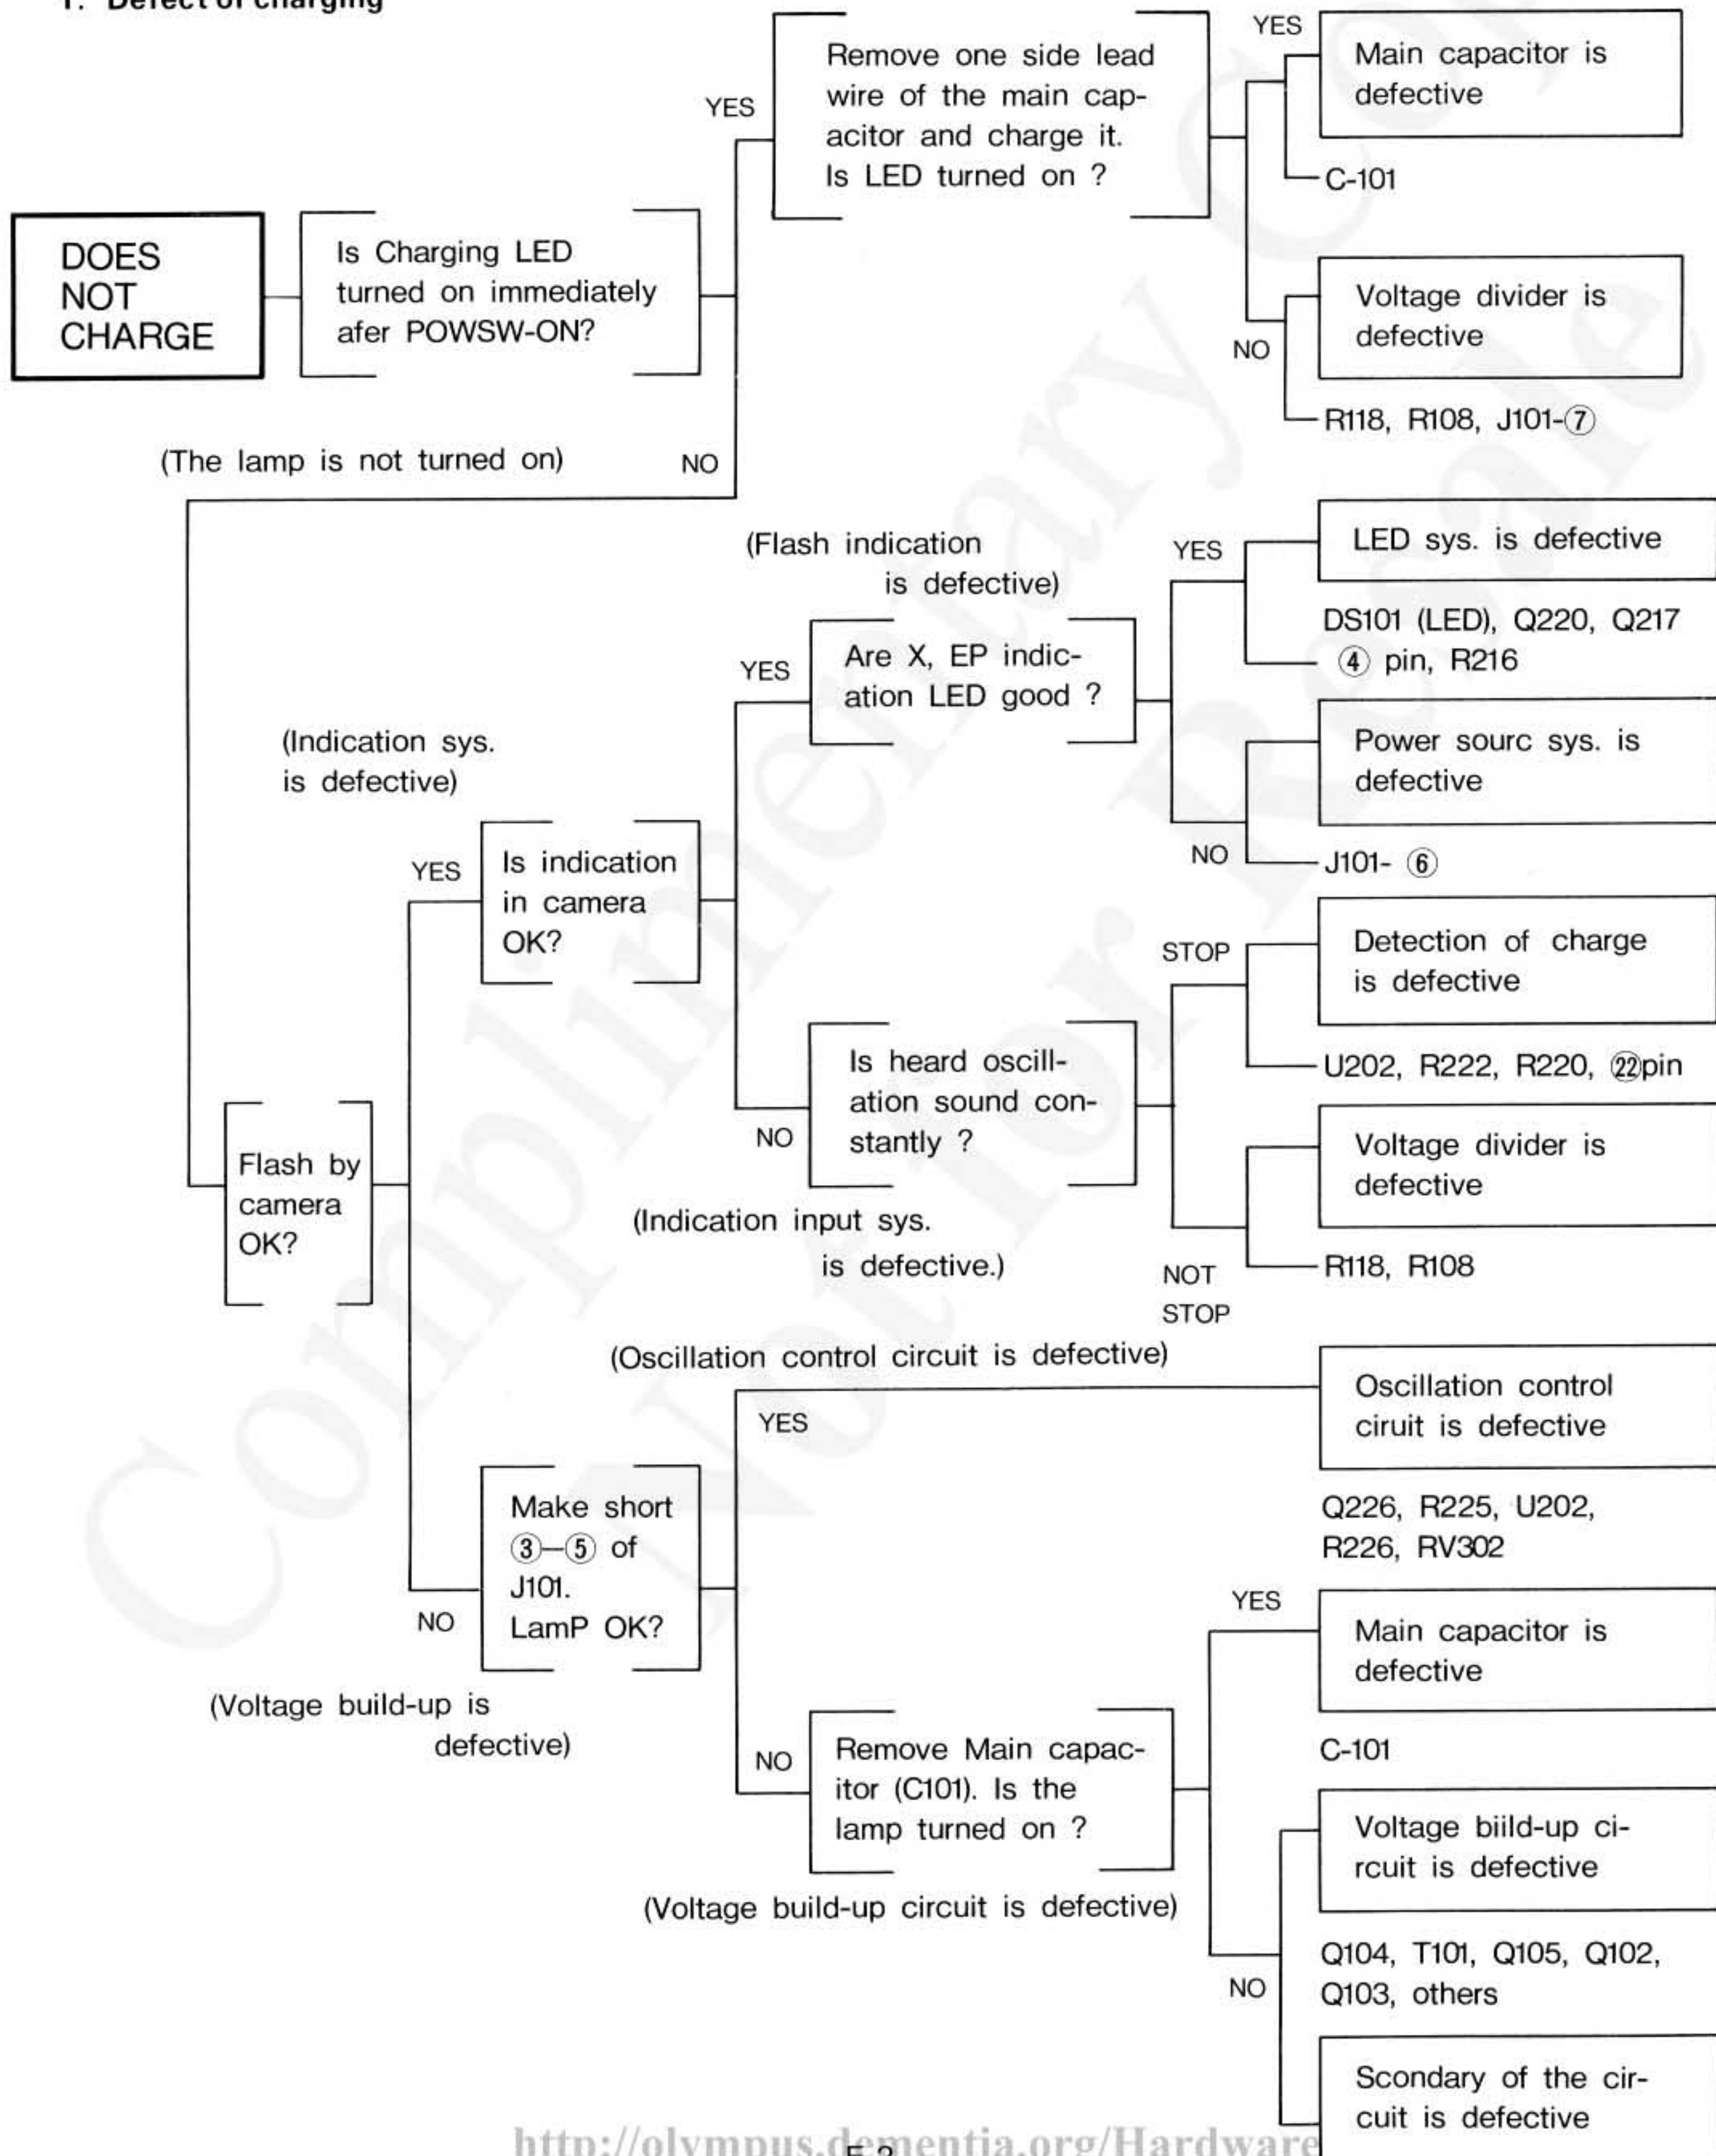 1. Defect of charging
YES
Remove one side lead
wire of the main cap-
acitor and charge it.
Is LED turned on ?
YES
Main capacitor is
defective
C-101
DOES
NOT
CHARGE
Is Charging LED
turned on immediately
afer POWSW-ON?
Voltage divider is
defective
NO
R118, R108, J101-⑦
(The lamp is not turned on)
NO
(Flash indication
is defective)
YES
LED sys. is defective
DS101 (LED), Q220, Q217
④ pin, R216
YES
Are X, EP indic-
ation LED good ?
(Indication sys.
is defective)
Power sourc sys. is
defective
NO
J101- ⑥
YES
Is indication
in camera
OK?
STOP
Detection of charge
is defective
U202, R222, R220, ㉒pin
Is heard oscill-
ation sound con-
stantly ?
NO
Voltage divider is
defective
R118, R108
NOT
STOP
(Indication input sys.
is defective.)
Flash by
camera
OK?
(Oscillation control circuit is defective)
YES
Oscillation control
ciruit is defective
Q226, R225, U202,
R226, RV302
Make short
③–⑤ of
J101.
LamP OK?
NO
(Voltage build-up is
defective)
YES
Main capacitor is
defective
C-101
NO
Remove Main capac-
itor (C101). Is the
lamp turned on ?
(Voltage build-up circuit is defective)
Voltage biild-up ci-
rcuit is defective
Q104, T101, Q105, Q102,
Q103, others
NO
Scondary of the cir-
cuit is defective
http://olympus.dementia.org/Hardware
E-2
Complimentary Copy
Not for Resale